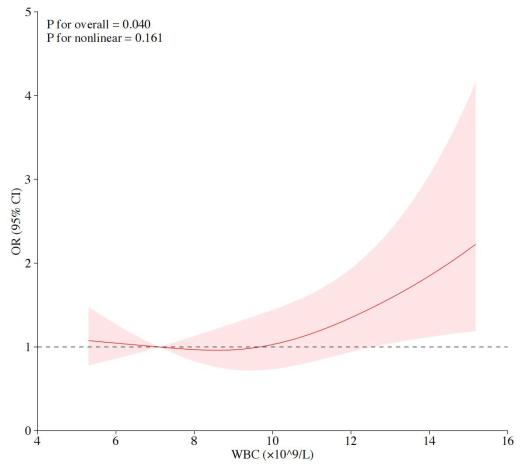 P for overall = 0.040
P for nonlinear = 0.161
5
4
3
2
1
0
OR (95% CI)
4 6 8 10 12 14 16
WBC (×10^9/L)